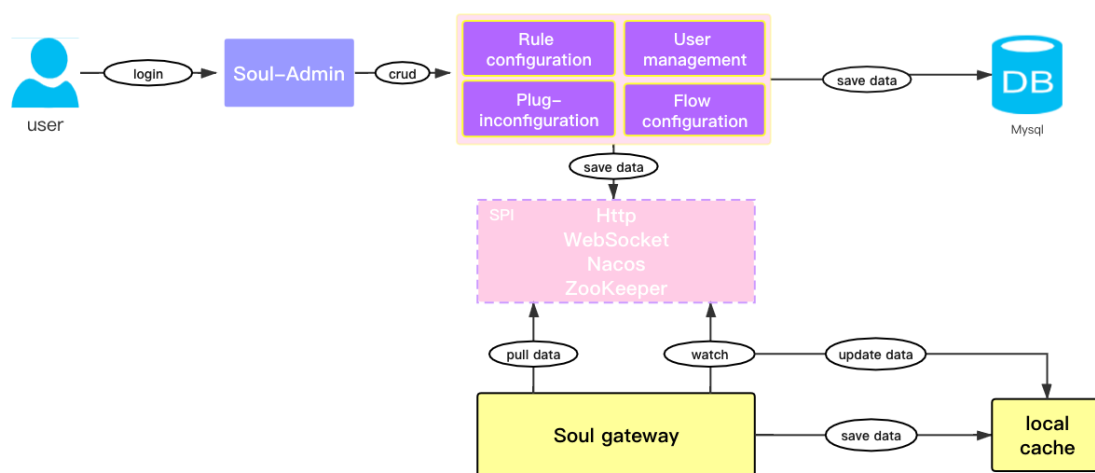 user
login
Soul-Admin
crud
Rule
configuration
User
management
Plug-
inconfiguration
Flow
configuration
save data
DB
Mysql
save data
SPI
Http
WebSocket
Nacos
ZooKeeper
pull data
watch
update data
Soul gateway
save data
local
cache